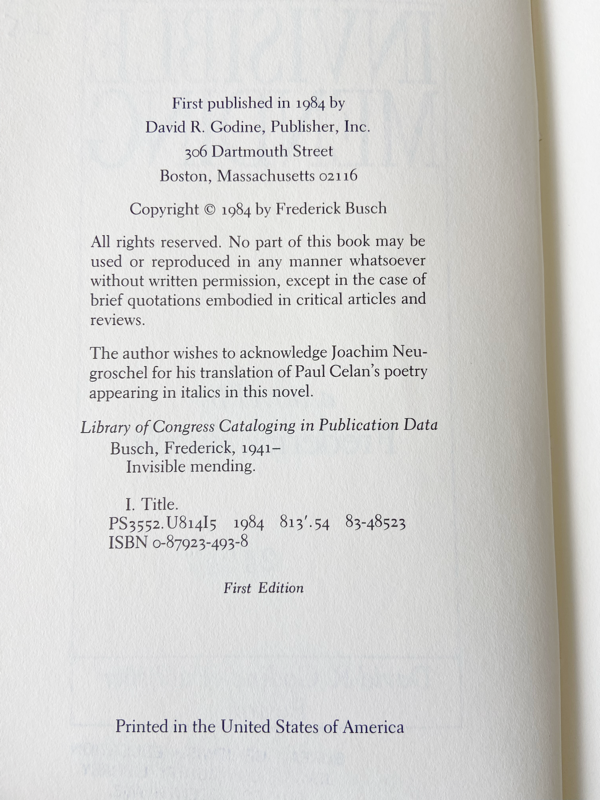 First published in 1984 by
David R. Godine, Publisher, Inc.
306 Dartmouth Street
Boston, Massachusetts 02116
Copyright © 1984 by Frederick Busch
All rights reserved. No part of this book may be
used or reproduced in any manner whatsoever
without written permission, except in the case of
brief quotations embodied in critical articles and
reviews.
The author wishes to acknowledge Joachim Neu-
groschel for his translation of Paul Celan's poetry
appearing in italics in this novel.
Library of Congress Cataloging in Publication Data
Busch, Frederick, 1941–
Invisible mending.
I. Title.
PS3552.U814I5 1984 813'.54 83-48523
ISBN 0-87923-493-8
First Edition
Printed in the United States of America